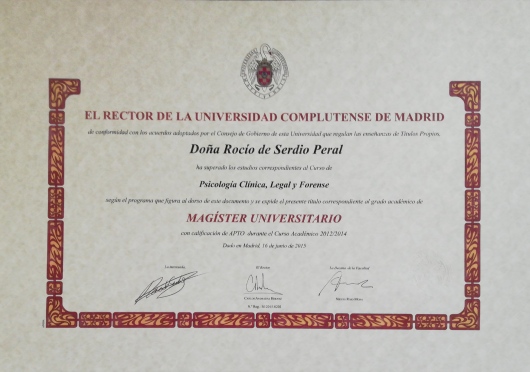 EL RECTOR DE LA UNIVERSIDAD COMPLUTENSE DE MADRID
de conformidad con los acuerdos adoptados por el Consejo de Gobierno de esta Universidad que regulan las enseñanzas de Títulos Propios,
Doña Rocío de Serdio Peral
ha superado los estudios correspondientes al Curso de
Psicología Clínica, Legal y Forense
según el programa que figura al dorso de este documento y se expide el presente título correspondiente al grado académico de
MAGÍSTER UNIVERSITARIO
con calificación de APTO durante el Curso Académico 2012/2014
Dado en Madrid, 16 de junio de 2015
La interesada, El Rector,